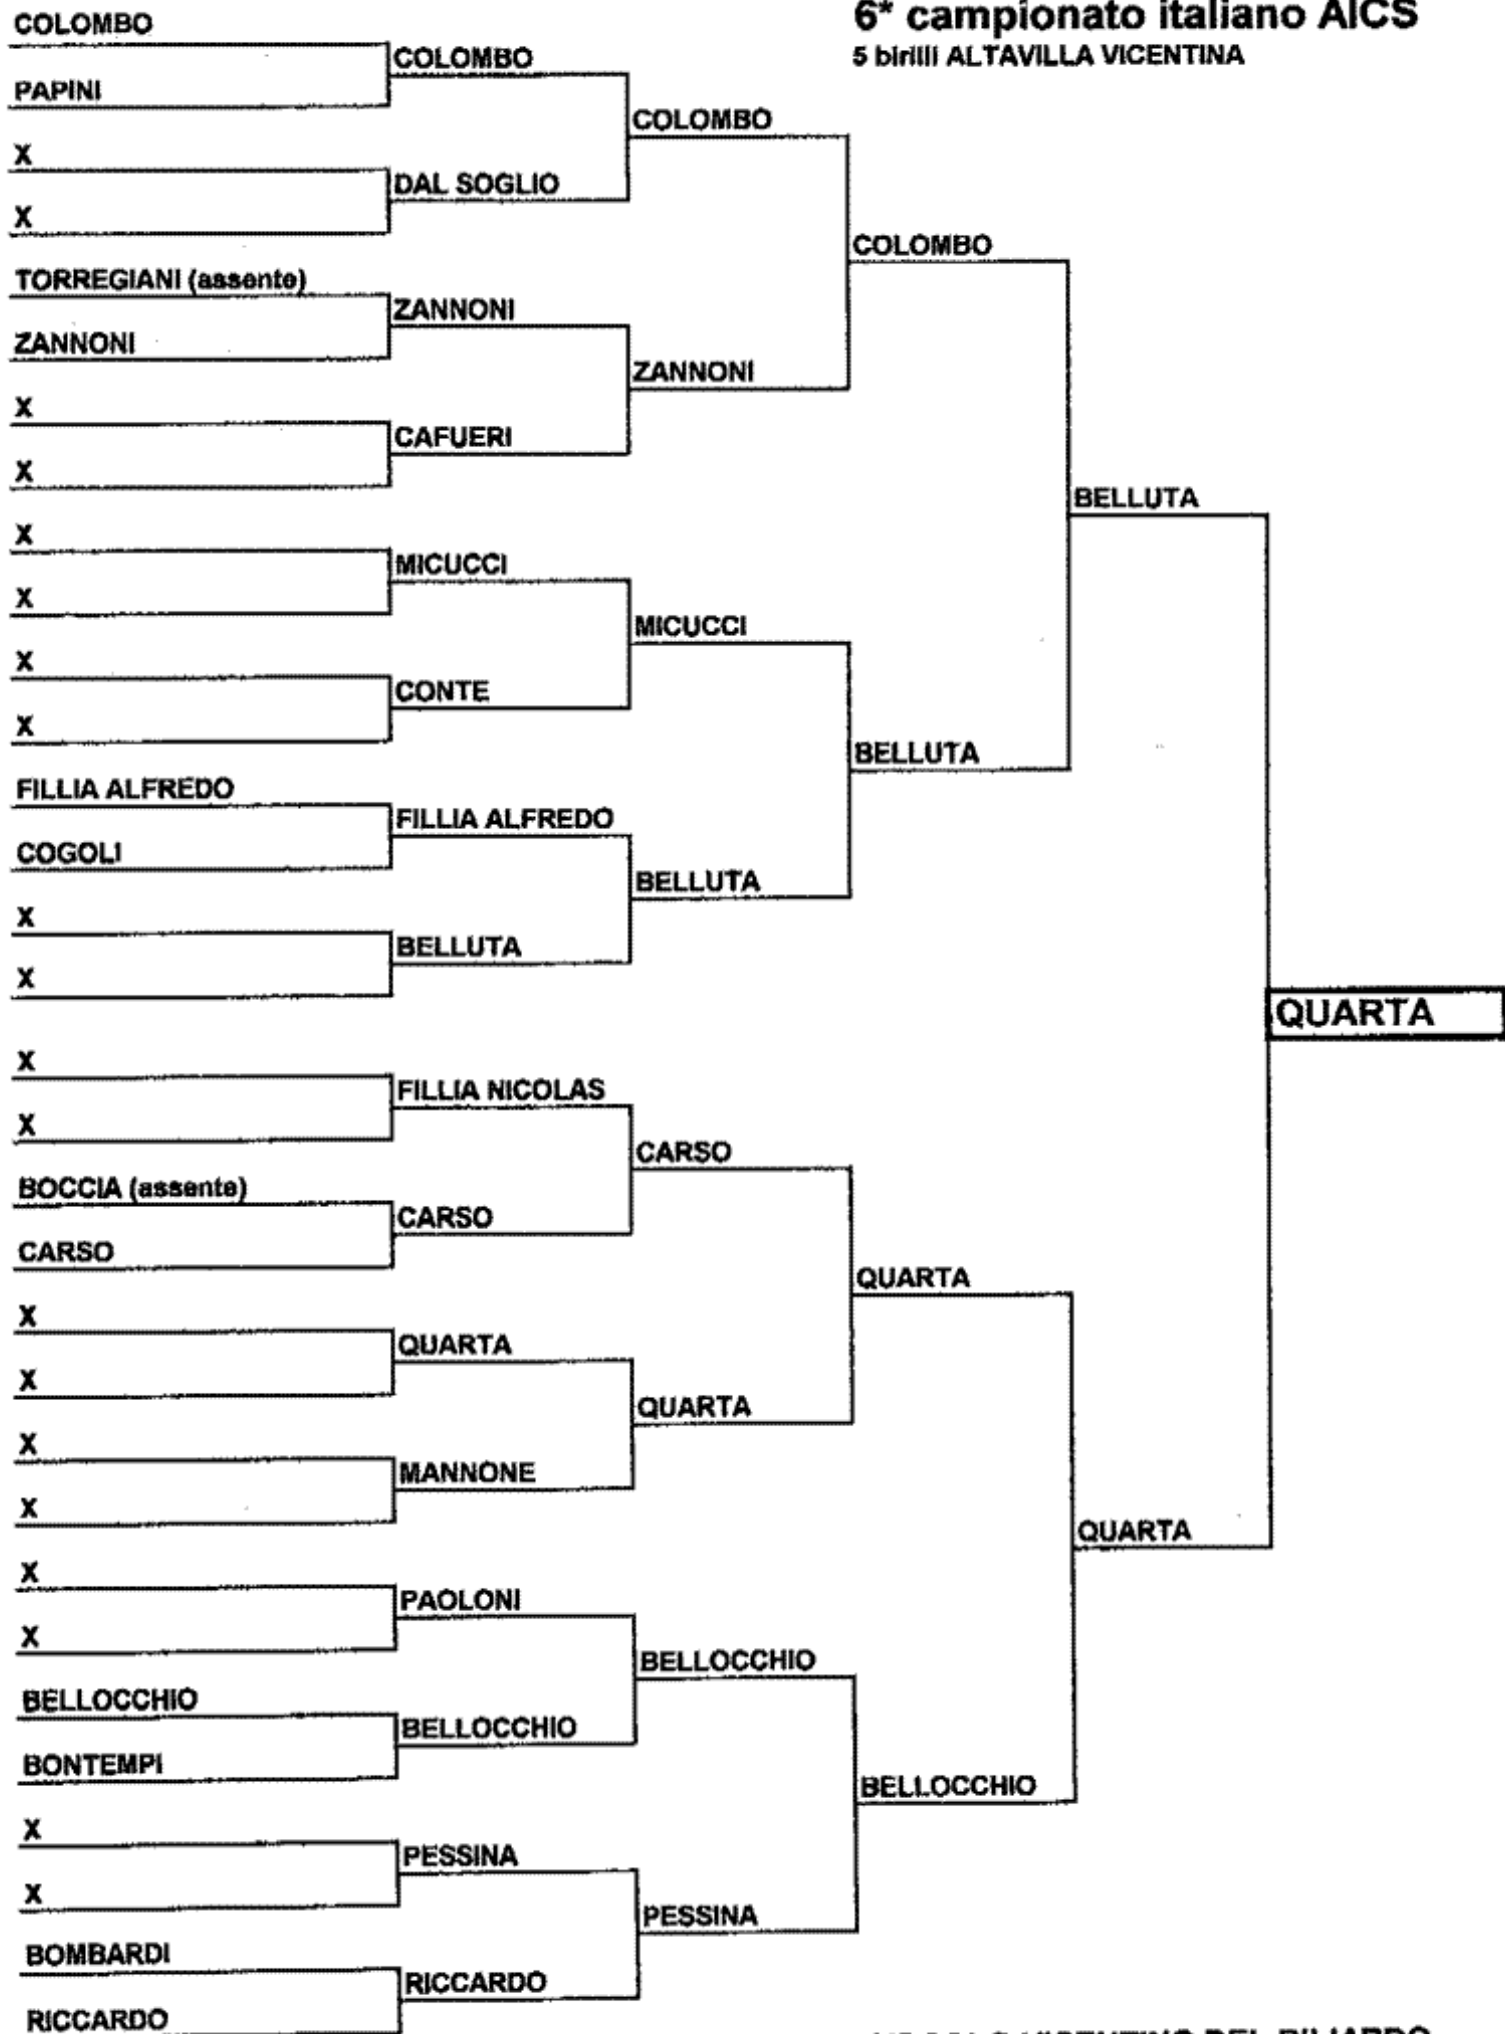 6* campionato italiano AICS
5 birilli ALTAVILLA VICENTINA
COLOMBO
PAPINI
X
X
TORREGIANI (assente)
ZANNONI
X
X
X
X
X
X
FILLIA ALFREDO
COGOLI
X
X
X
X
BOCCIA (assente)
CARSO
X
X
X
X
X
X
BELLOCCHIO
BONTEMPI
X
X
BOMBARDI
RICCARDO
COLOMBO
DAL SOGLIO
ZANNONI
CAFUERI
MICUCCI
CONTE
FILLIA ALFREDO
BELLUTA
FILLIA NICOLAS
CARSO
QUARTA
MANNONE
PAOLONI
BELLOCCHIO
PESSINA
RICCARDO
COLOMBO
ZANNONI
MICUCCI
BELLUTA
CARSO
QUARTA
BELLOCCHIO
PESSINA
COLOMBO
BELLUTA
QUARTA
BELLOCCHIO
BELLUTA
QUARTA
QUARTA